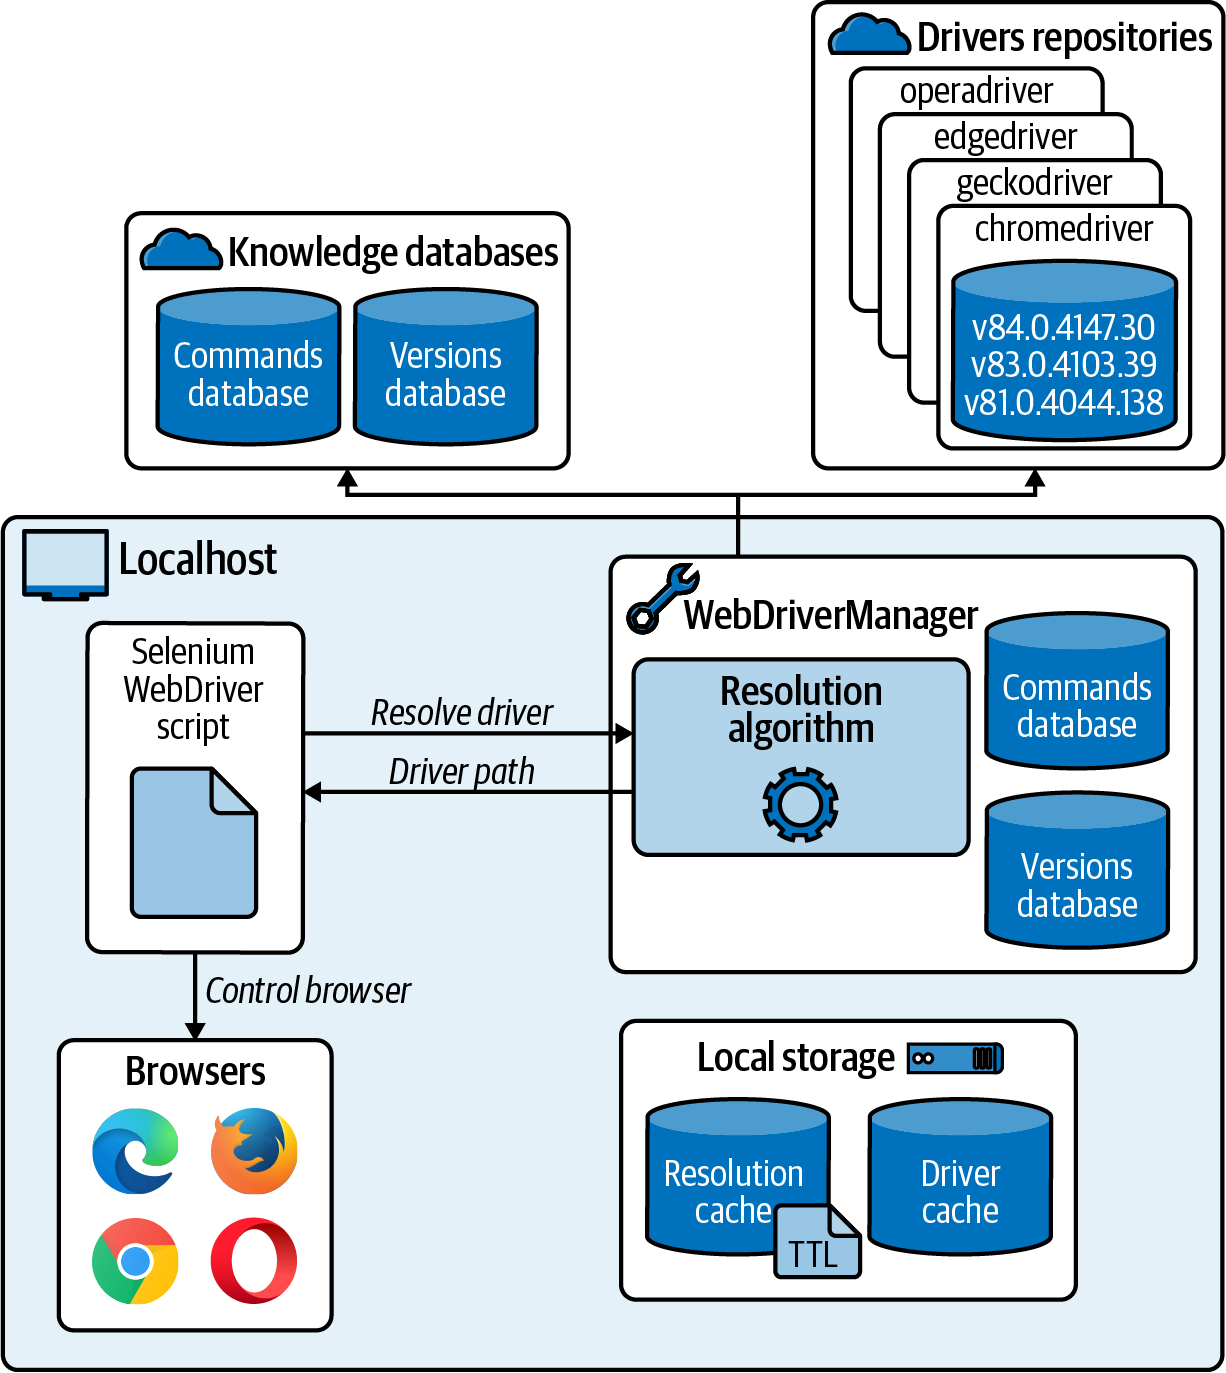 Drivers repositories
operadriver
edgedriver
geckodriver
chromedriver
v84.0.4147.30
v83.0.4103.39
v81.0.4044.138
Knowledge databases
Commands
database
Versions
database
Localhost
Selenium
WebDriver
script
Resolve driver
Driver path
WebDriverManager
Resolution
algorithm
Commands
database
Versions
database
Control browser
Browsers
Local storage
Resolution
cache
TTL
Driver
cache